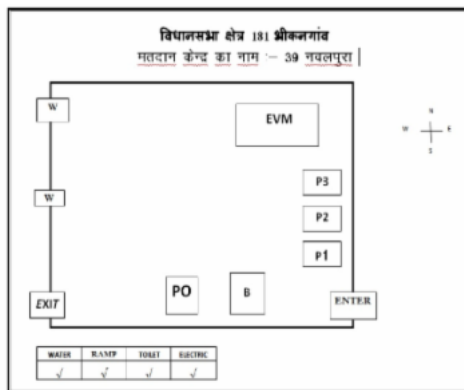 विधानसभा क्षेत्र 181 भीकनगांव
मतदान केन्द्र का नाम :- 39 नवलपुरा
W
EVM
N
W E
S
P3
W
P2
P1
PO
B
EXIT
ENTER
WATER RAMP TOILET ELECTRIC
√ √ √ √